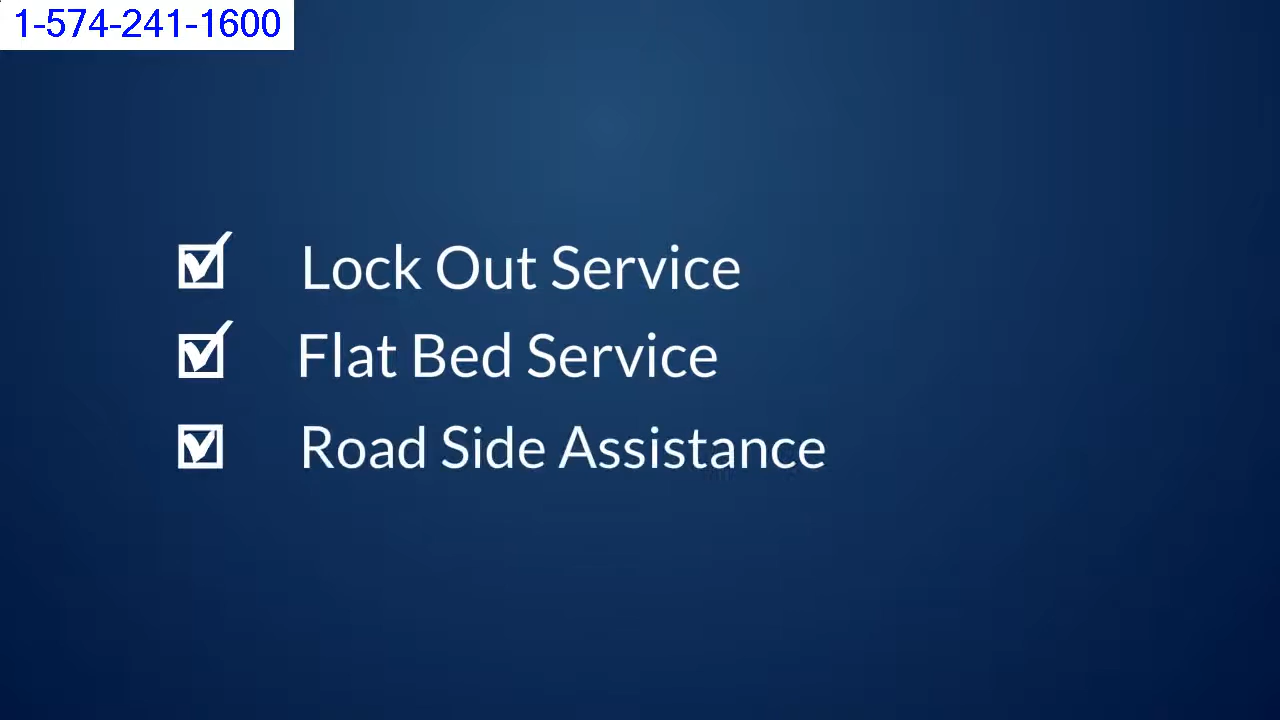 1-574-241-1600
Lock Out Service
Flat Bed Service
Road Side Assistance